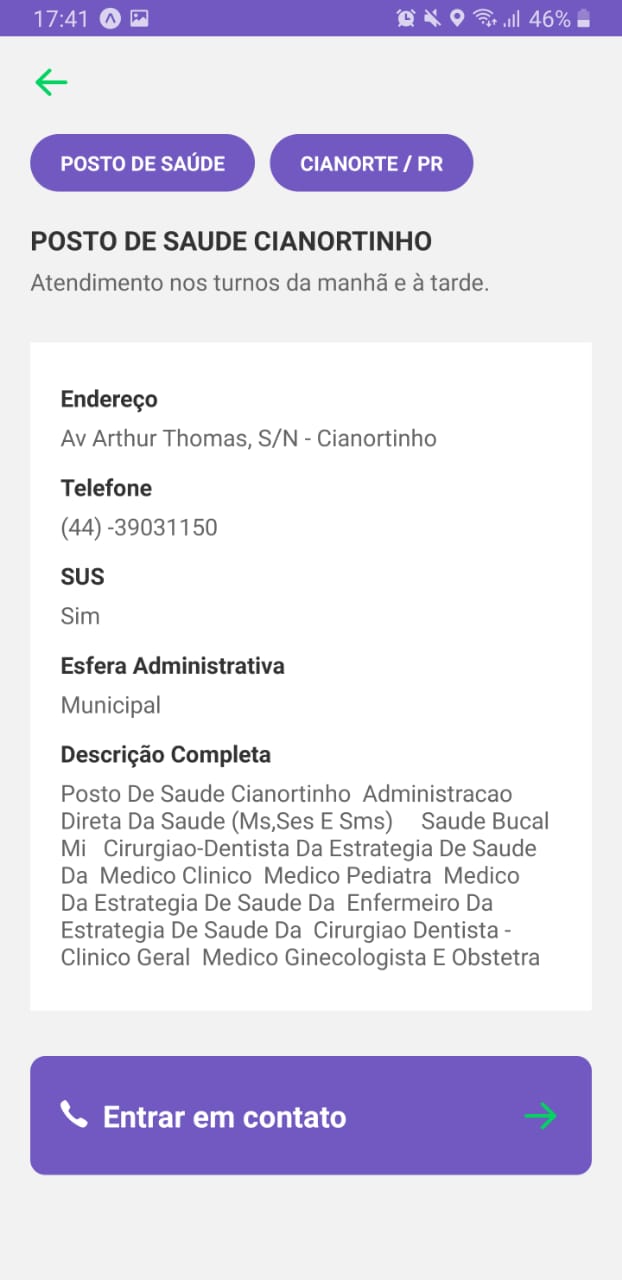 17:41 46%
POSTO DE SAÚDE CIANORTE / PR
POSTO DE SAUDE CIANORTINHO
Atendimento nos turnos da manhã e à tarde.
Endereço
Av Arthur Thomas, S/N - Cianortinho
Telefone
(44) -39031150
SUS
Sim
Esfera Administrativa
Municipal
Descrição Completa
Posto De Saude Cianortinho Administracao
Direta Da Saude (Ms,Ses E Sms) Saude Bucal
Mi Cirurgiao-Dentista Da Estrategia De Saude
Da Medico Clinico Medico Pediatra Medico
Da Estrategia De Saude Da Enfermeiro Da
Estrategia De Saude Da Cirurgiao Dentista -
Clinico Geral Medico Ginecologista E Obstetra
Entrar em contato